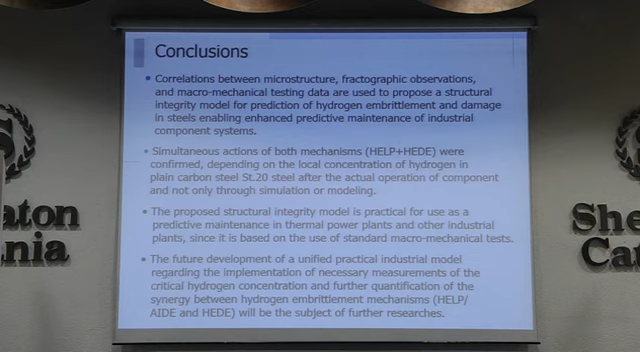 Conclusions
• Correlations between microstructure, fractographic observations,
and macro-mechanical testing data are used to propose a structural
integrity model for prediction of hydrogen embrittlement and damage
in steels enabling enhanced predictive maintenance of industrial
component systems.
• Simultaneous actions of both mechanisms (HELP+HEDE) were
confirmed, depending on the local concentration of hydrogen in
plain carbon steel St.20 steel after the actual operation of component
and not only through simulation or modeling.
• The proposed structural integrity model is practical for use as a
predictive maintenance in thermal power plants and other industrial
plants, since it is based on the use of standard macro-mechanical tests.
• The future development of a unified practical industrial model
regarding the implementation of necessary measurements of the
critical hydrogen concentration and further quantification of the
synergy between hydrogen embrittlement mechanisms (HELP/
AIDE and HEDE) will be the subject of further researches.
aton
nia
She
Cat